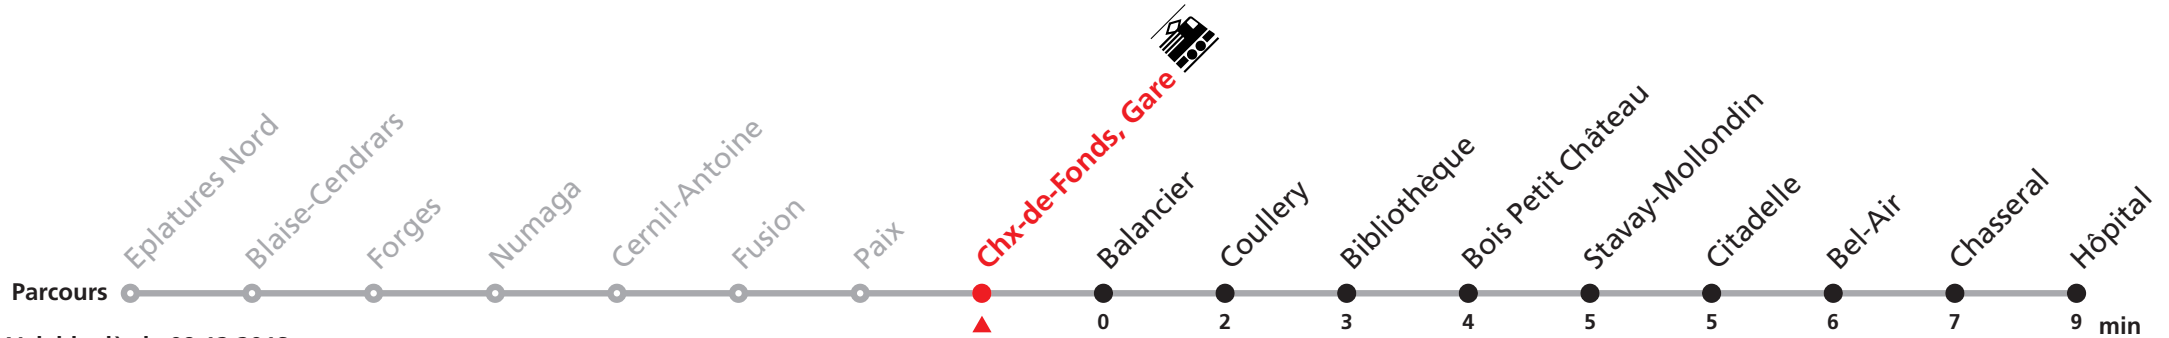 Eplatures Nord
Blaise-Cendrars
Forges
Numaga
Cernil-Antoine
Fusion
Paix
Chx-de-Fonds, Gare
Balancier
Coullery
Bibliothèque
Bois Petit Château
Stavay-Mollondin
Citadelle
Bel-Air
Chasseral
Hôpital
Parcours
0 2 3 4 5 5 6 7 9 min